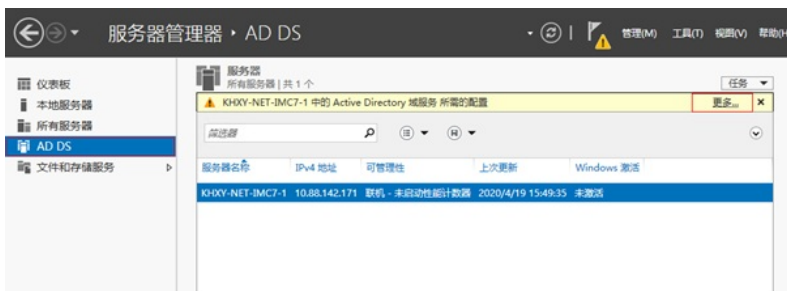 服务器管理器 · AD DS
管理(M) 工具(T) 视图(V) 帮助(H
仪表板
本地服务器
所有服务器
AD DS
文件和存储服务
服务器
所有服务器 | 共 1 个
任务
KHXY-NET-IMC7-1 中的 Active Directory 域服务 所需的配置
更多...
筛选器
服务器名称 IPv4 地址 可管理性 上次更新 Windows 激活
KHXY-NET-IMC7-1 10.88.142.171 联机 - 未启动性能计数器 2020/4/19 15:49:35 未激活